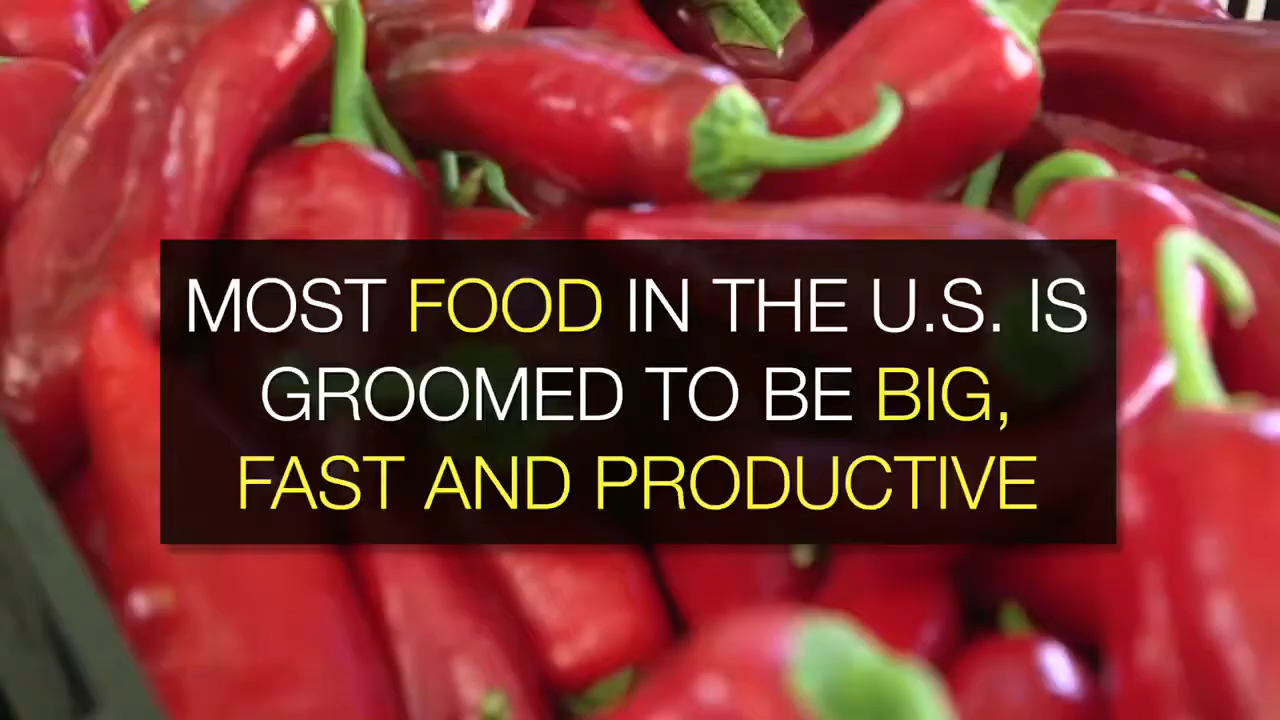 MOST FOOD IN THE U.S. IS
GROOMED TO BE BIG,
FAST AND PRODUCTIVE